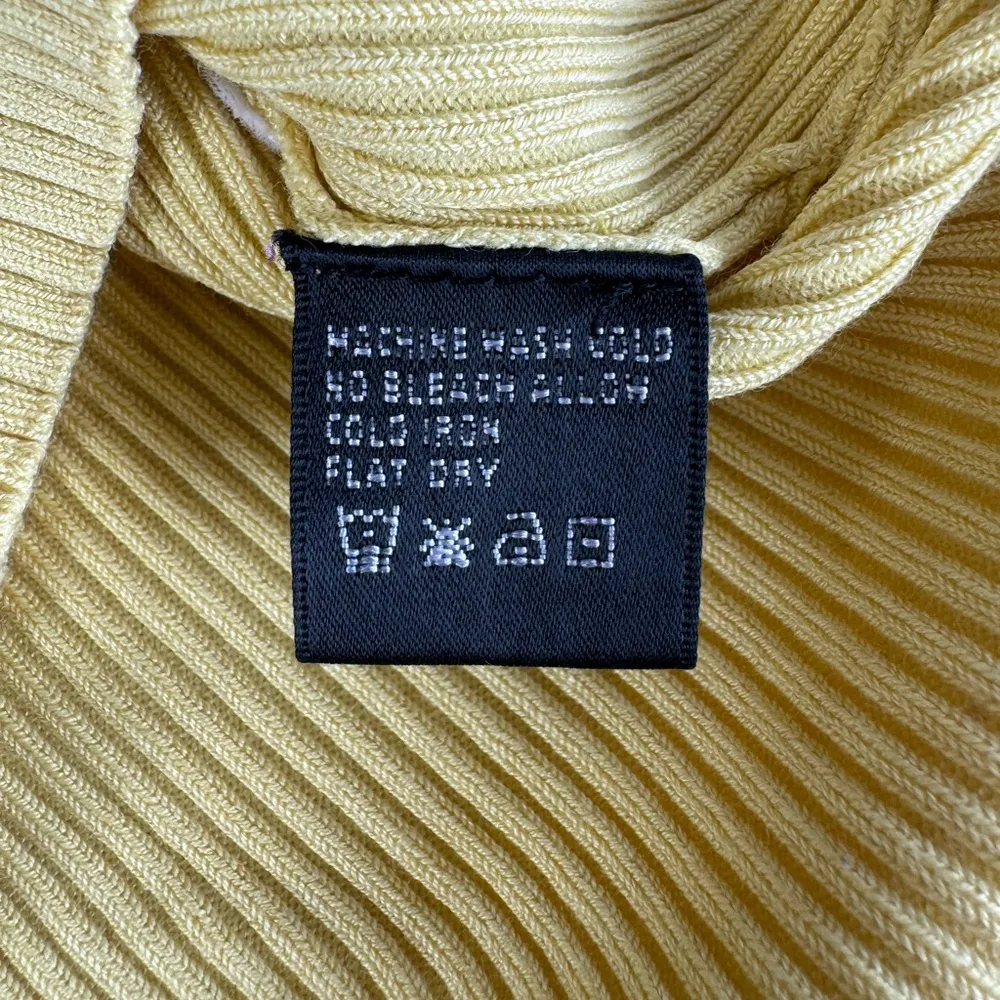 MACHINE WASH COLD
NO BLEACH ALLOW
COLD IRON
FLAT DRY